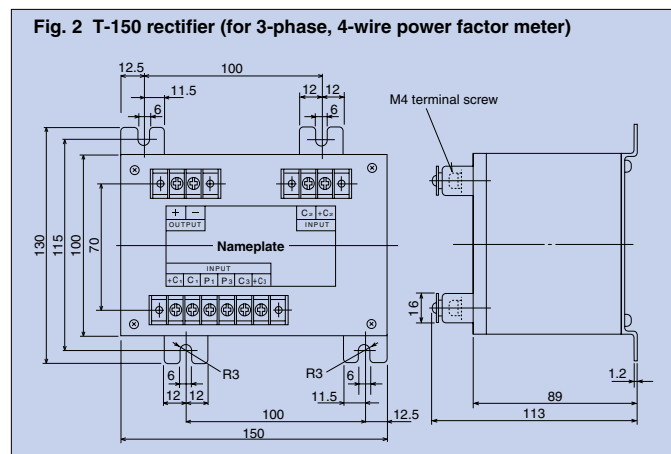 Fig. 2 T-150 rectifier (for 3-phase, 4-wire power factor meter)
12.5
100
11.5
6
12
12
6
M4 terminal screw
130
115
100
70
+
−
OUTPUT
C₂
+C₂
INPUT
Nameplate
INPUT
+C₁
C₁
P₁
P₃
C₃
+C₃
16
R3
R3
6
12
12
6
11.5
100
12.5
150
1.2
89
113